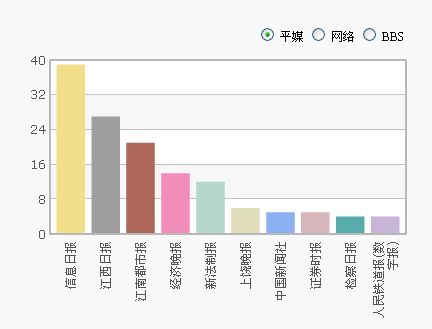 平媒 网络 BBS
40
32
24
16
8
0
信息日报
江西日报
江南都市报
经济晚报
新法制报
上饶晚报
中国新闻社
证券时报
检察日报
人民铁道报(数
字报)